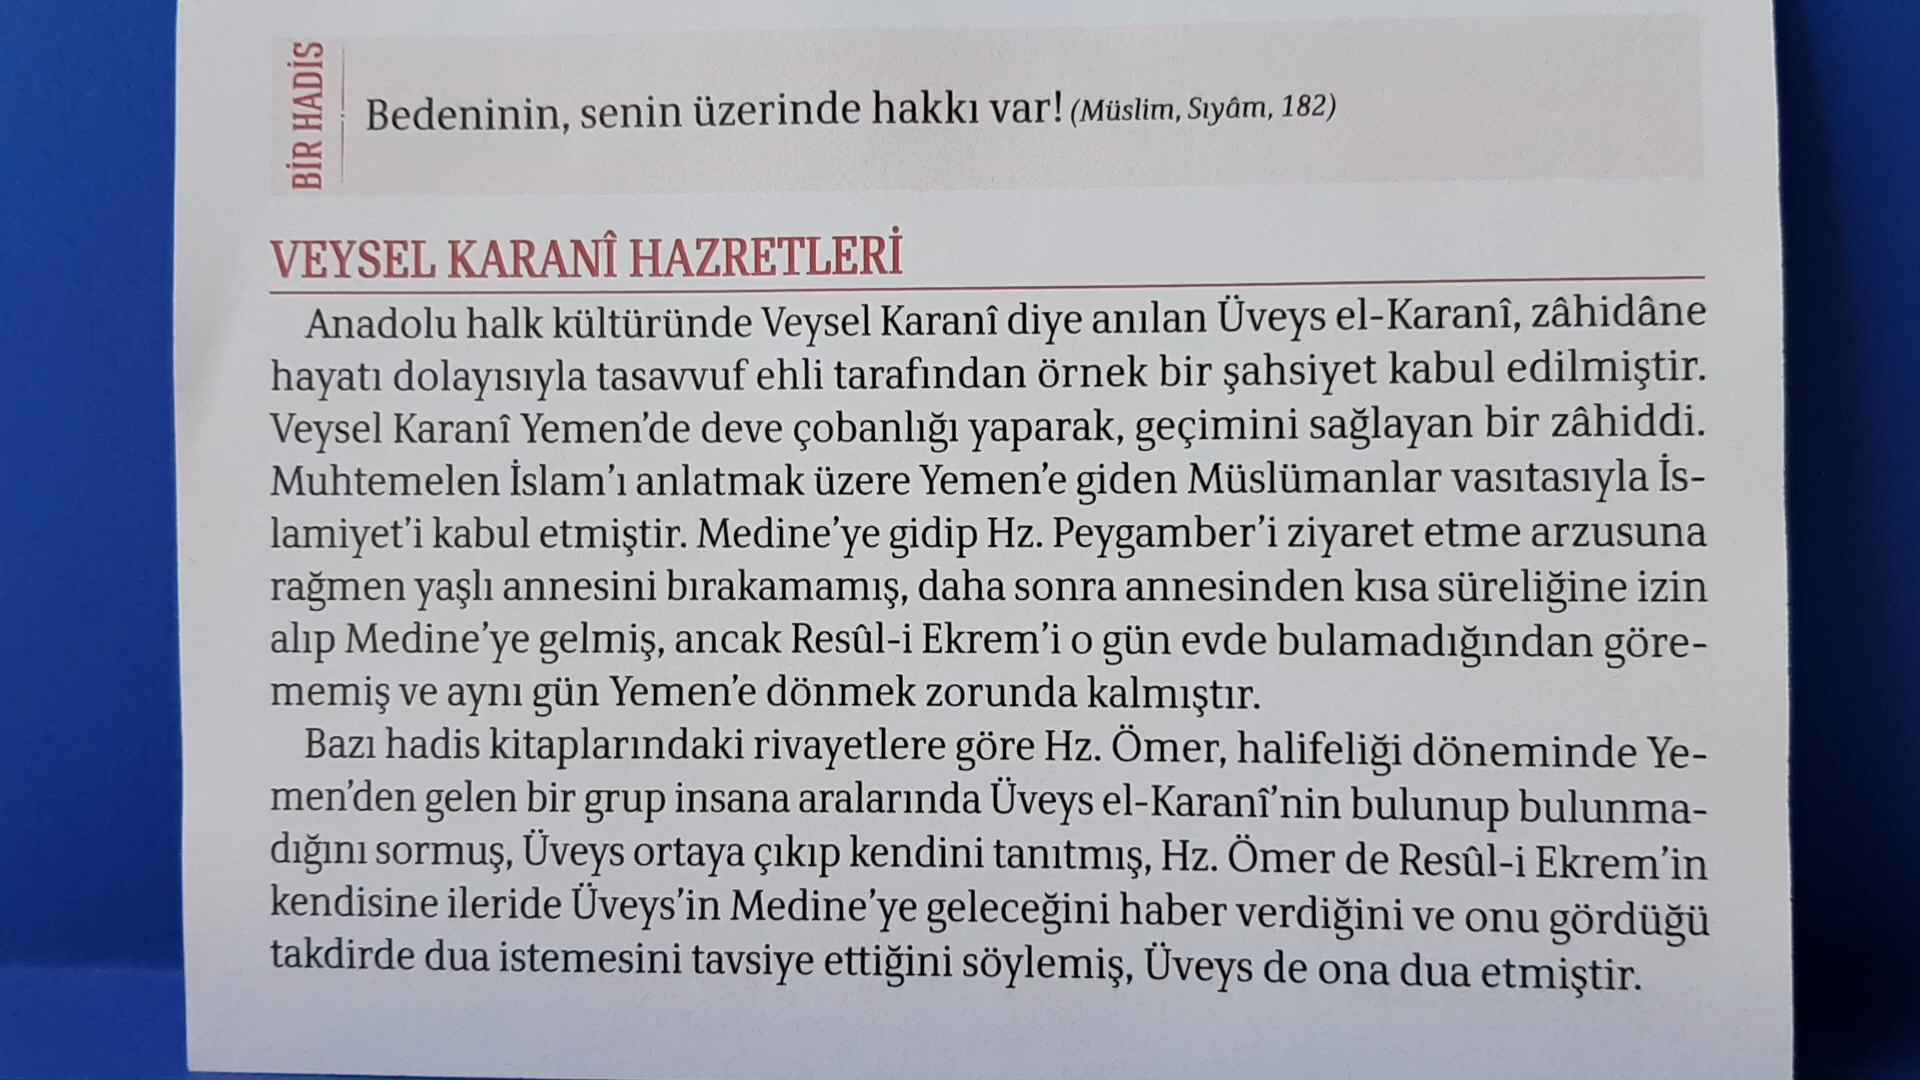 BİR HADİS
Bedeninin, senin üzerinde hakkı var! (Müslim, Sıyâm, 182)
VEYSEL KARANÎ HAZRETLERİ
Anadolu halk kültüründe Veysel Karanî diye anılan Üveys el-Karanî, zâhidâne
hayatı dolayısıyla tasavvuf ehli tarafından örnek bir şahsiyet kabul edilmiştir.
Veysel Karanî Yemen’de deve çobanlığı yaparak, geçimini sağlayan bir zâhiddi.
Muhtemelen İslam’ı anlatmak üzere Yemen’e giden Müslümanlar vasıtasıyla İs-
lamiyet’i kabul etmiştir. Medine’ye gidip Hz. Peygamber’i ziyaret etme arzusuna
rağmen yaşlı annesini bırakamamış, daha sonra annesinden kısa süreliğine izin
alıp Medine’ye gelmiş, ancak Resûl-i Ekrem’i o gün evde bulamadığından göre-
memiş ve aynı gün Yemen’e dönmek zorunda kalmıştır.
Bazı hadis kitaplarındaki rivayetlere göre Hz. Ömer, halifeliği döneminde Ye-
men’den gelen bir grup insana aralarında Üveys el-Karanî’nin bulunup bulunma-
dığını sormuş, Üveys ortaya çıkıp kendini tanıtmış, Hz. Ömer de Resûl-i Ekrem’in
kendisine ileride Üveys’in Medine’ye geleceğini haber verdiğini ve onu gördüğü
takdirde dua istemesini tavsiye ettiğini söylemiş, Üveys de ona dua etmiştir.